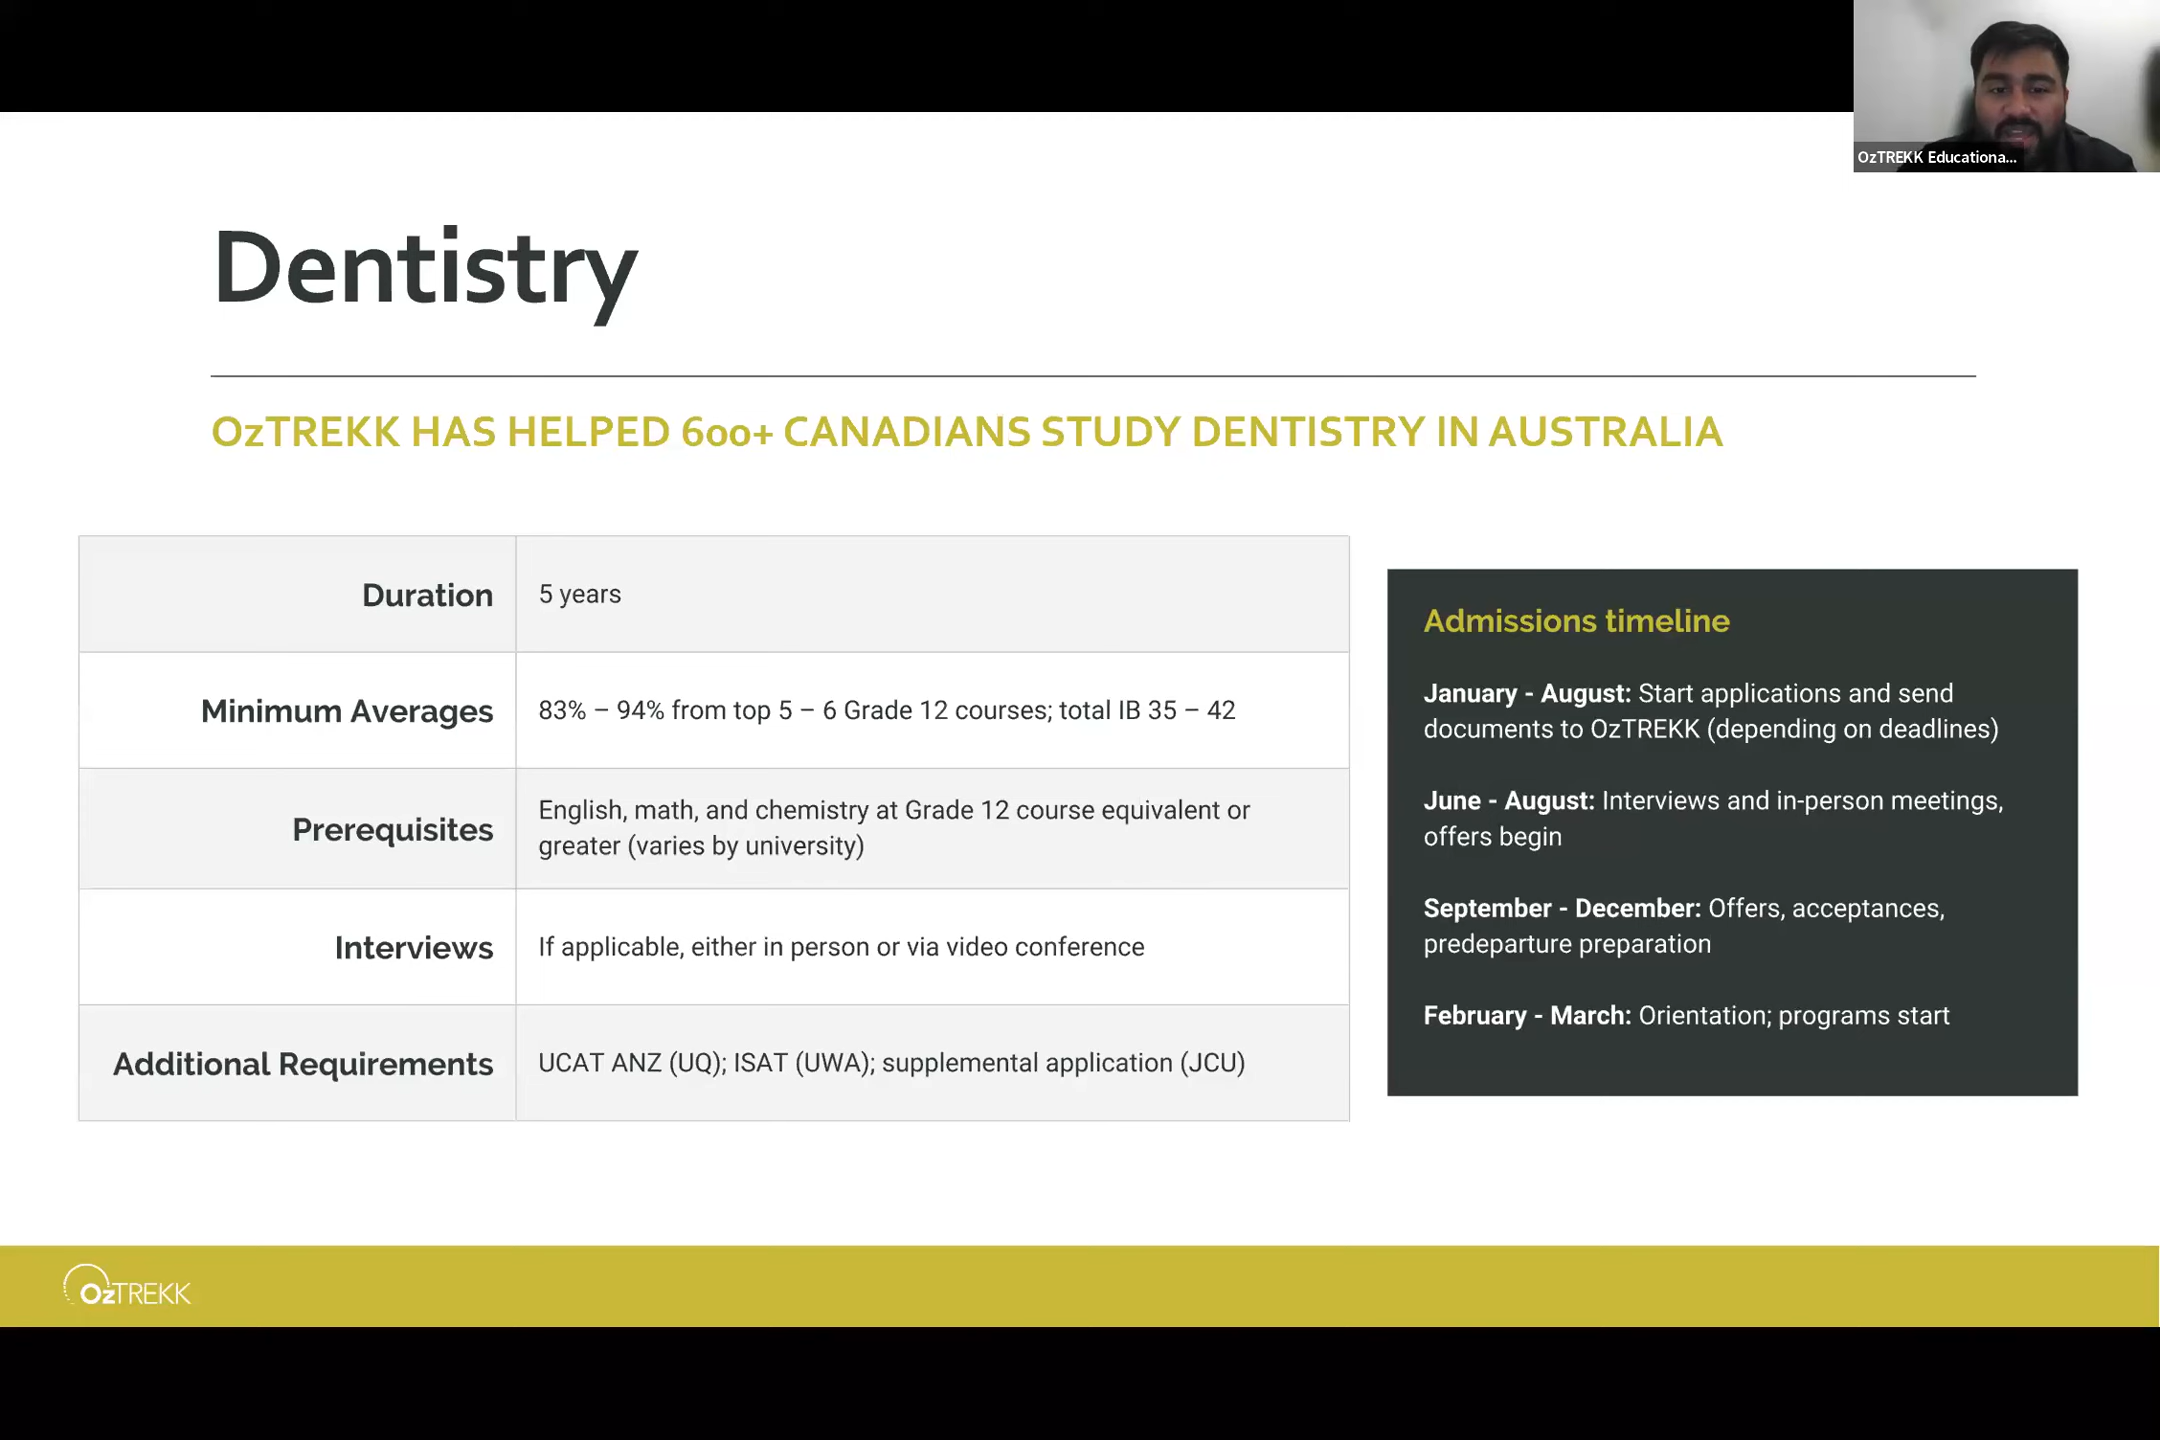 OzTREKK Educationa...
Dentistry
OzTREKK HAS HELPED 600+ CANADIANS STUDY DENTISTRY IN AUSTRALIA
Duration
5 years
Minimum Averages
83% – 94% from top 5 – 6 Grade 12 courses; total IB 35 – 42
Prerequisites
English, math, and chemistry at Grade 12 course equivalent or
greater (varies by university)
Interviews
If applicable, either in person or via video conference
Additional Requirements
UCAT ANZ (UQ); ISAT (UWA); supplemental application (JCU)
Admissions timeline
January - August: Start applications and send
documents to OzTREKK (depending on deadlines)
June - August: Interviews and in-person meetings,
offers begin
September - December: Offers, acceptances,
predeparture preparation
February - March: Orientation; programs start
OzTREKK